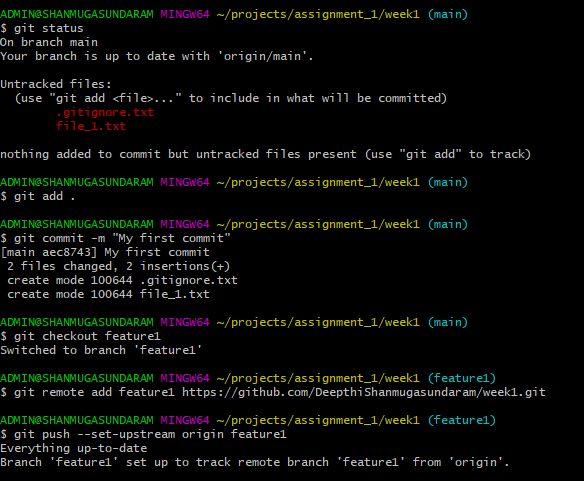 ADMIN@SHANMUGASUNDARAM MINGW64 ~/projects/assignment_1/week1 (main)
$ git status
On branch main
Your branch is up to date with 'origin/main'.
Untracked files:
(use "git add <file>..." to include in what will be committed)
.gitignore.txt
file_1.txt
nothing added to commit but untracked files present (use "git add" to track)
ADMIN@SHANMUGASUNDARAM MINGW64 ~/projects/assignment_1/week1 (main)
$ git add .
ADMIN@SHANMUGASUNDARAM MINGW64 ~/projects/assignment_1/week1 (main)
$ git commit -m "My first commit"
[main aec8743] My first commit
2 files changed, 2 insertions(+)
create mode 100644 .gitignore.txt
create mode 100644 file_1.txt
ADMIN@SHANMUGASUNDARAM MINGW64 ~/projects/assignment_1/week1 (main)
$ git checkout feature1
Switched to branch 'feature1'
ADMIN@SHANMUGASUNDARAM MINGW64 ~/projects/assignment_1/week1 (feature1)
$ git remote add feature1 https://github.com/DeepthiShanmugasundaram/week1.git
ADMIN@SHANMUGASUNDARAM MINGW64 ~/projects/assignment_1/week1 (feature1)
$ git push --set-upstream origin feature1
Everything up-to-date
Branch 'feature1' set up to track remote branch 'feature1' from 'origin'.